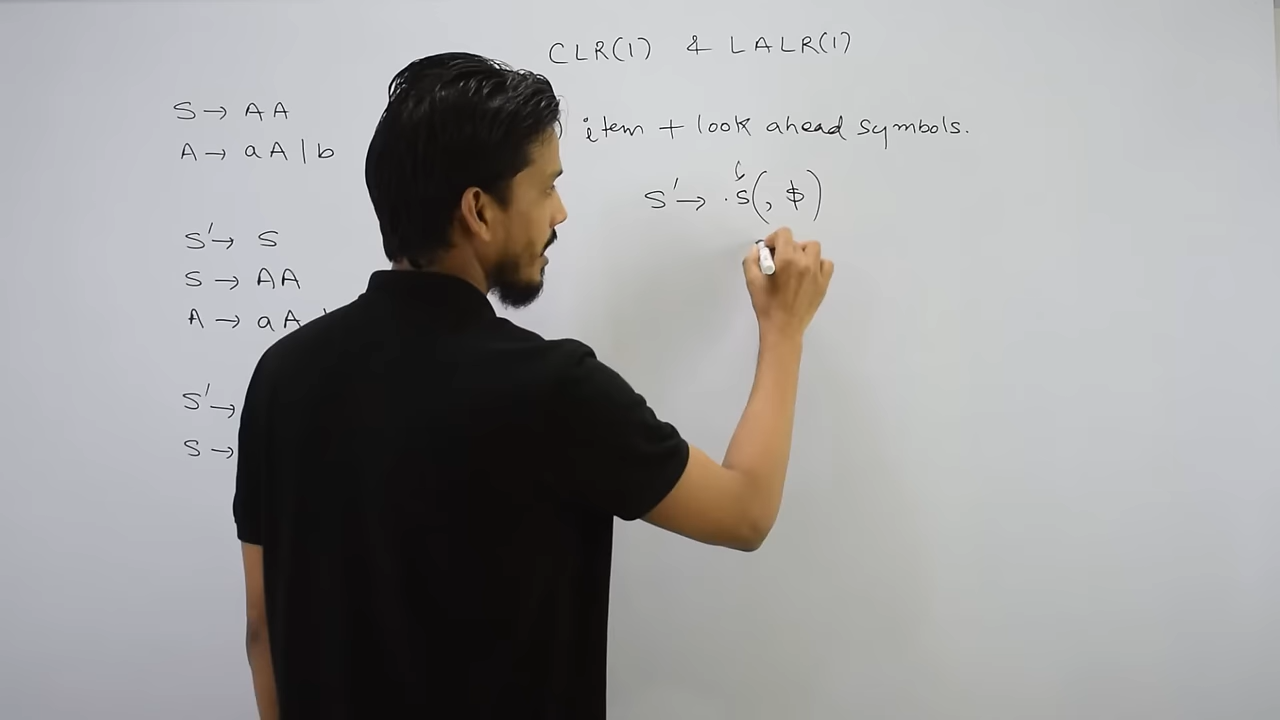 CLR(1) & LALR(1)
S → AA
A → aA | b
) item + look ahead symbols.
S' → .S(, $)
S' → S
S → AA
A → aA
S' →
S →